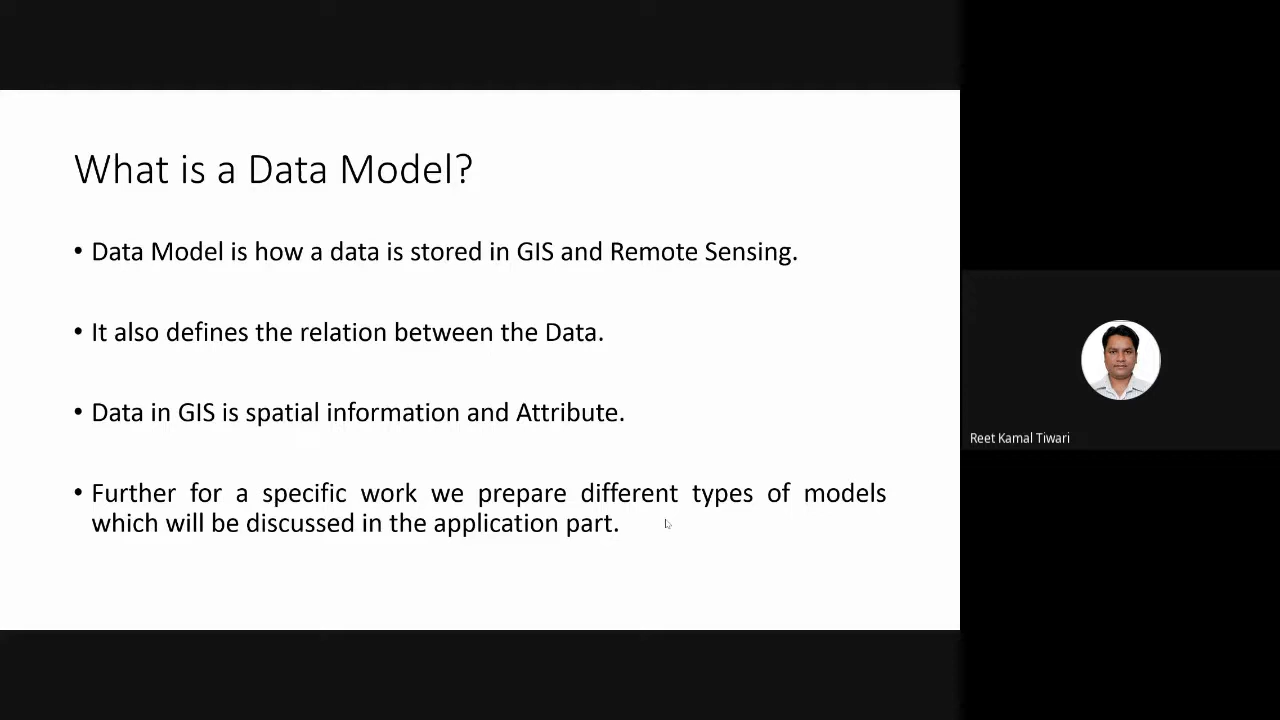 What is a Data Model?
• Data Model is how a data is stored in GIS and Remote Sensing.
• It also defines the relation between the Data.
• Data in GIS is spatial information and Attribute.
• Further for a specific work we prepare different types of models
which will be discussed in the application part.
Reet Kamal Tiwari